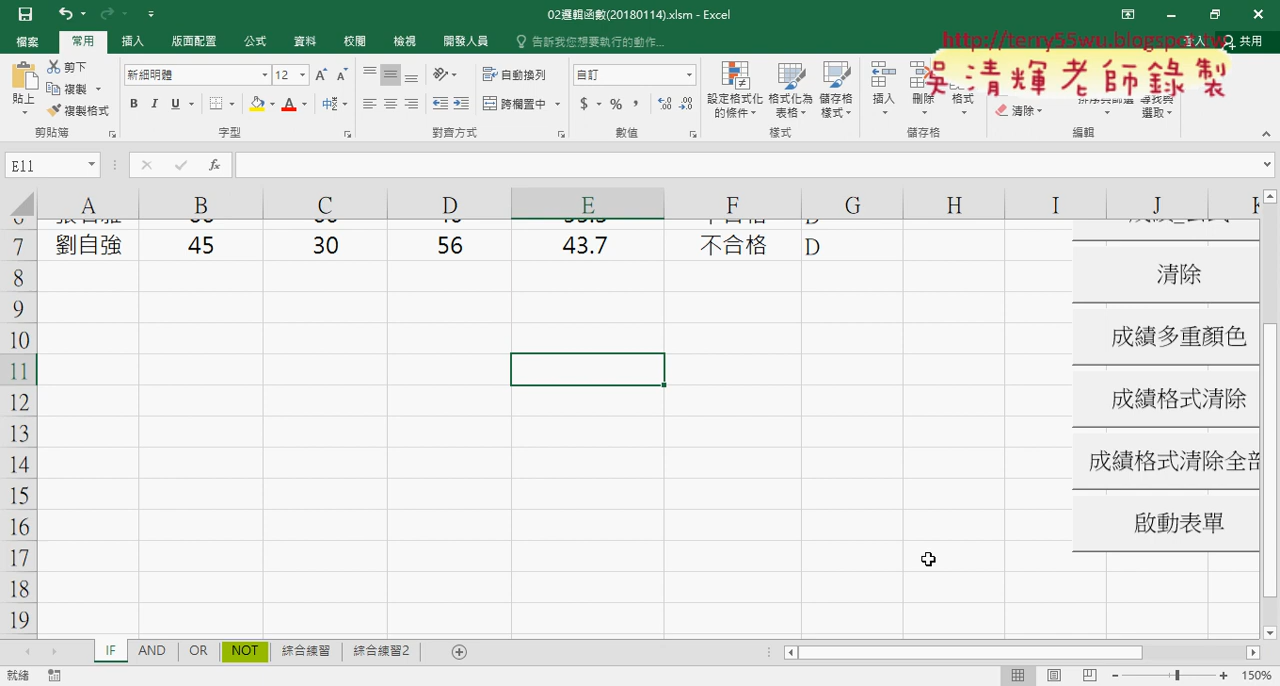 02邏輯函數(20180114).xlsm - Excel
檔案 常用 插入 版面配置 公式 資料 校閱 檢視 開發人員 告訴我您想要執行的動作... 登入 共用
http://terry55wu.blogspot.tw
吳清輝老師錄製
貼上 剪下 複製 複製格式
新細明體 12
自動換列 跨欄置中
自訂
設定格式化的條件 格式化為表格 儲存格樣式
插入 刪除 格式
清除 尋找與選取
剪貼簿 字型 對齊方式 數值 樣式 儲存格 編輯
E11 fx
A B C D E F G H I J K
7 劉自強 45 30 56 43.7 不合格 D
8
9
10
11
12
13
14
15
16
17
18
19
清除
成績多重顏色
成績格式清除
成績格式清除全部
啟動表單
IF AND OR NOT 綜合練習 綜合練習2
就緒 150%